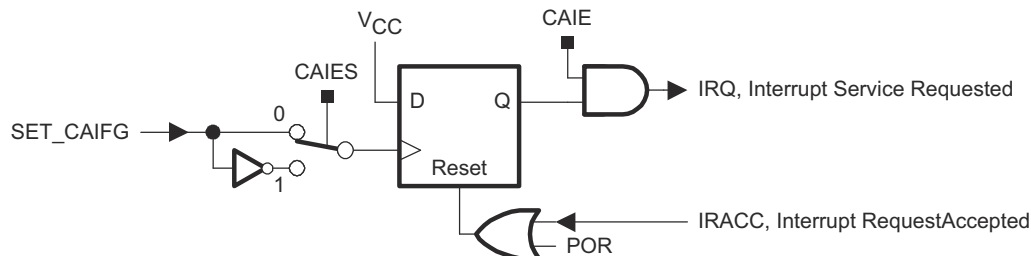 VCC
CAIE
CAIES
D
Q
IRQ, Interrupt Service Requested
0
SET_CAIFG
1
Reset
IRACC, Interrupt RequestAccepted
POR